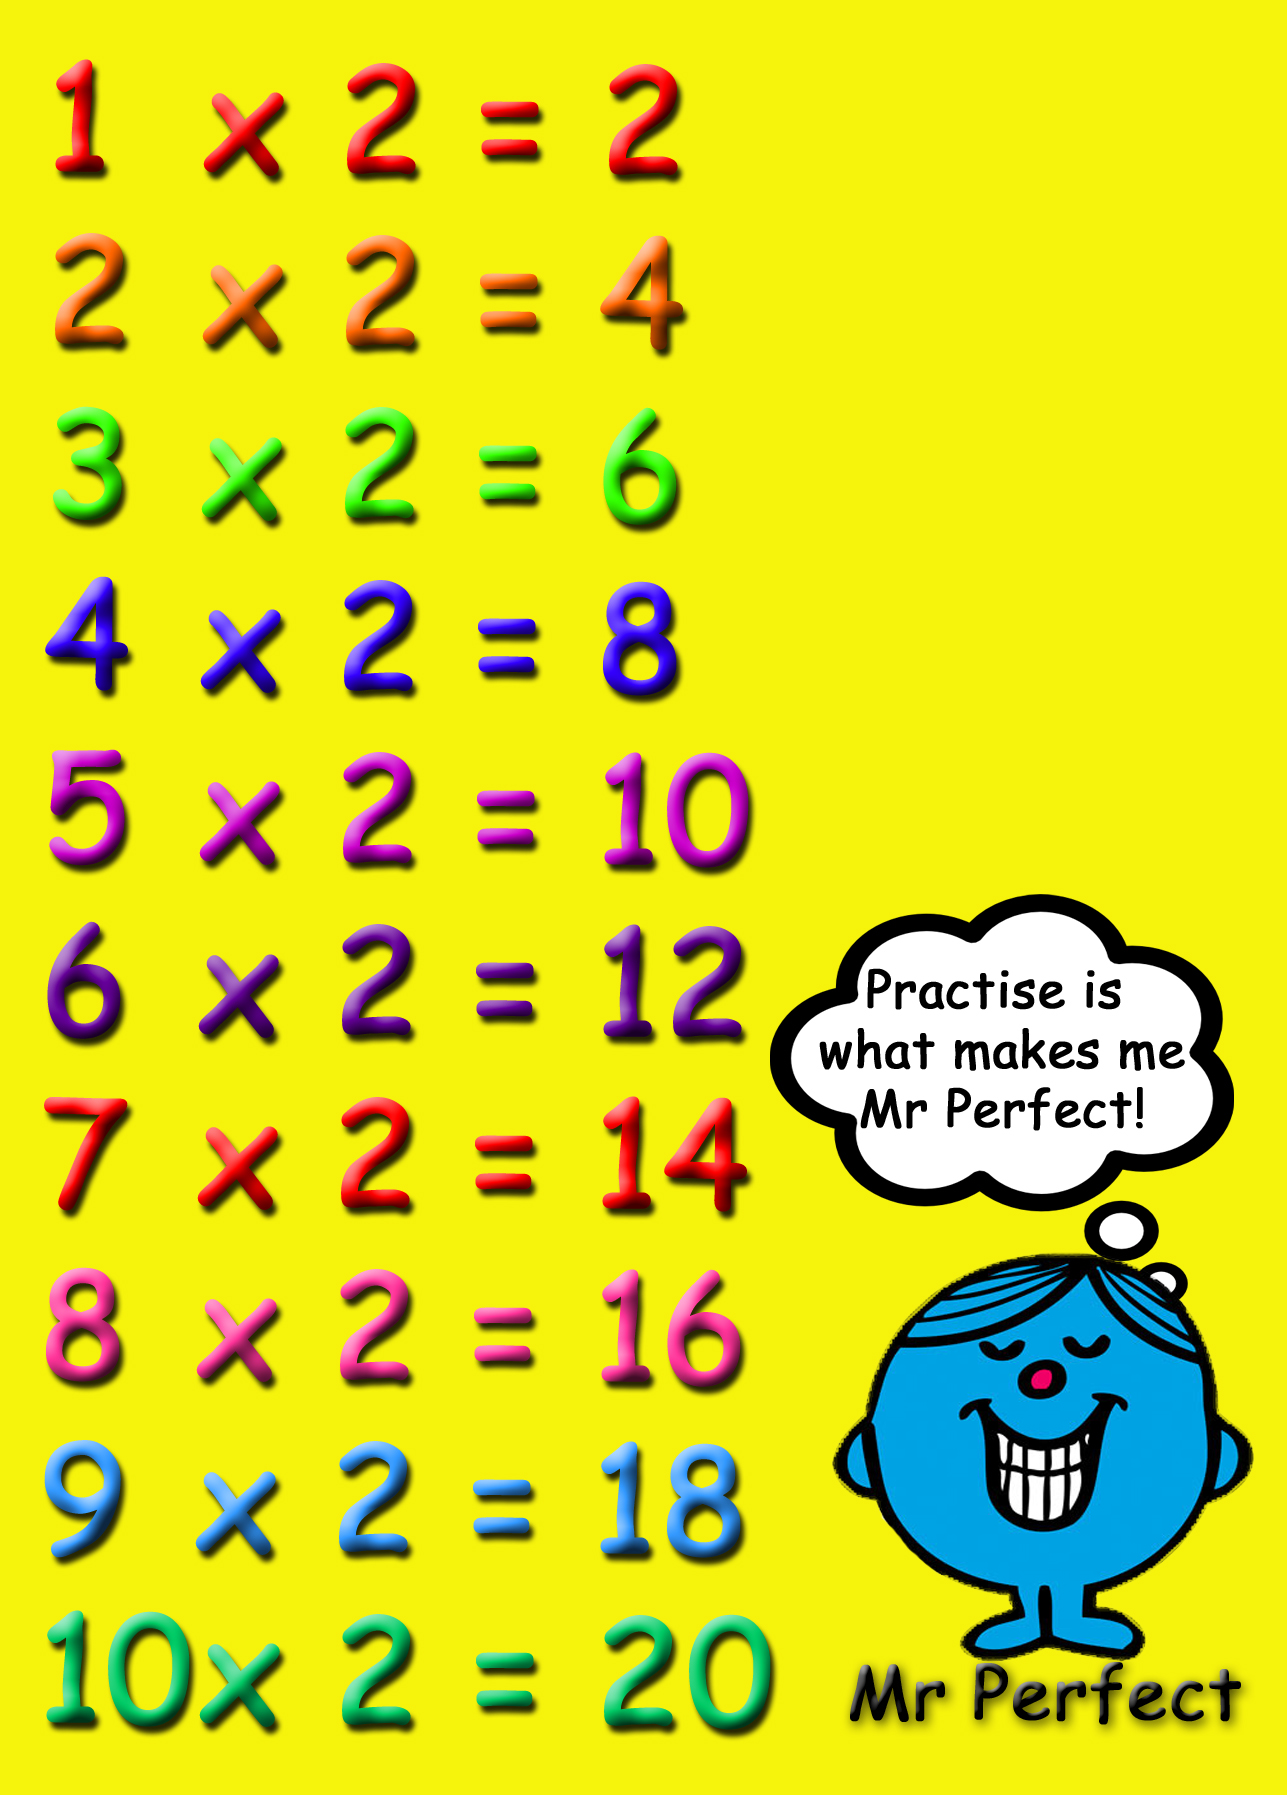 1 x 2 = 2
2 x 2 = 4
3 x 2 = 6
4 x 2 = 8
5 x 2 = 10
6 x 2 = 12
7 x 2 = 14
8 x 2 = 16
9 x 2 = 18
10x 2 = 20
Practise is
what makes me
Mr Perfect!
Mr Perfect